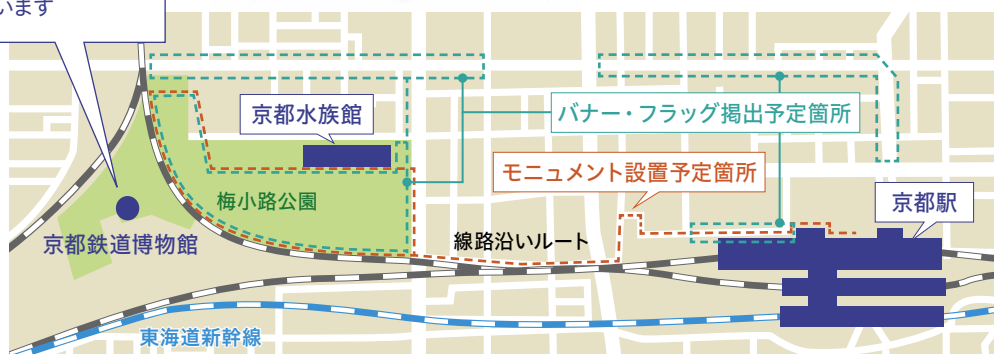 います
京都水族館
バナー・フラッグ掲出予定箇所
モニュメント設置予定箇所
京都駅
梅小路公園
京都鉄道博物館
線路沿いルート
東海道新幹線